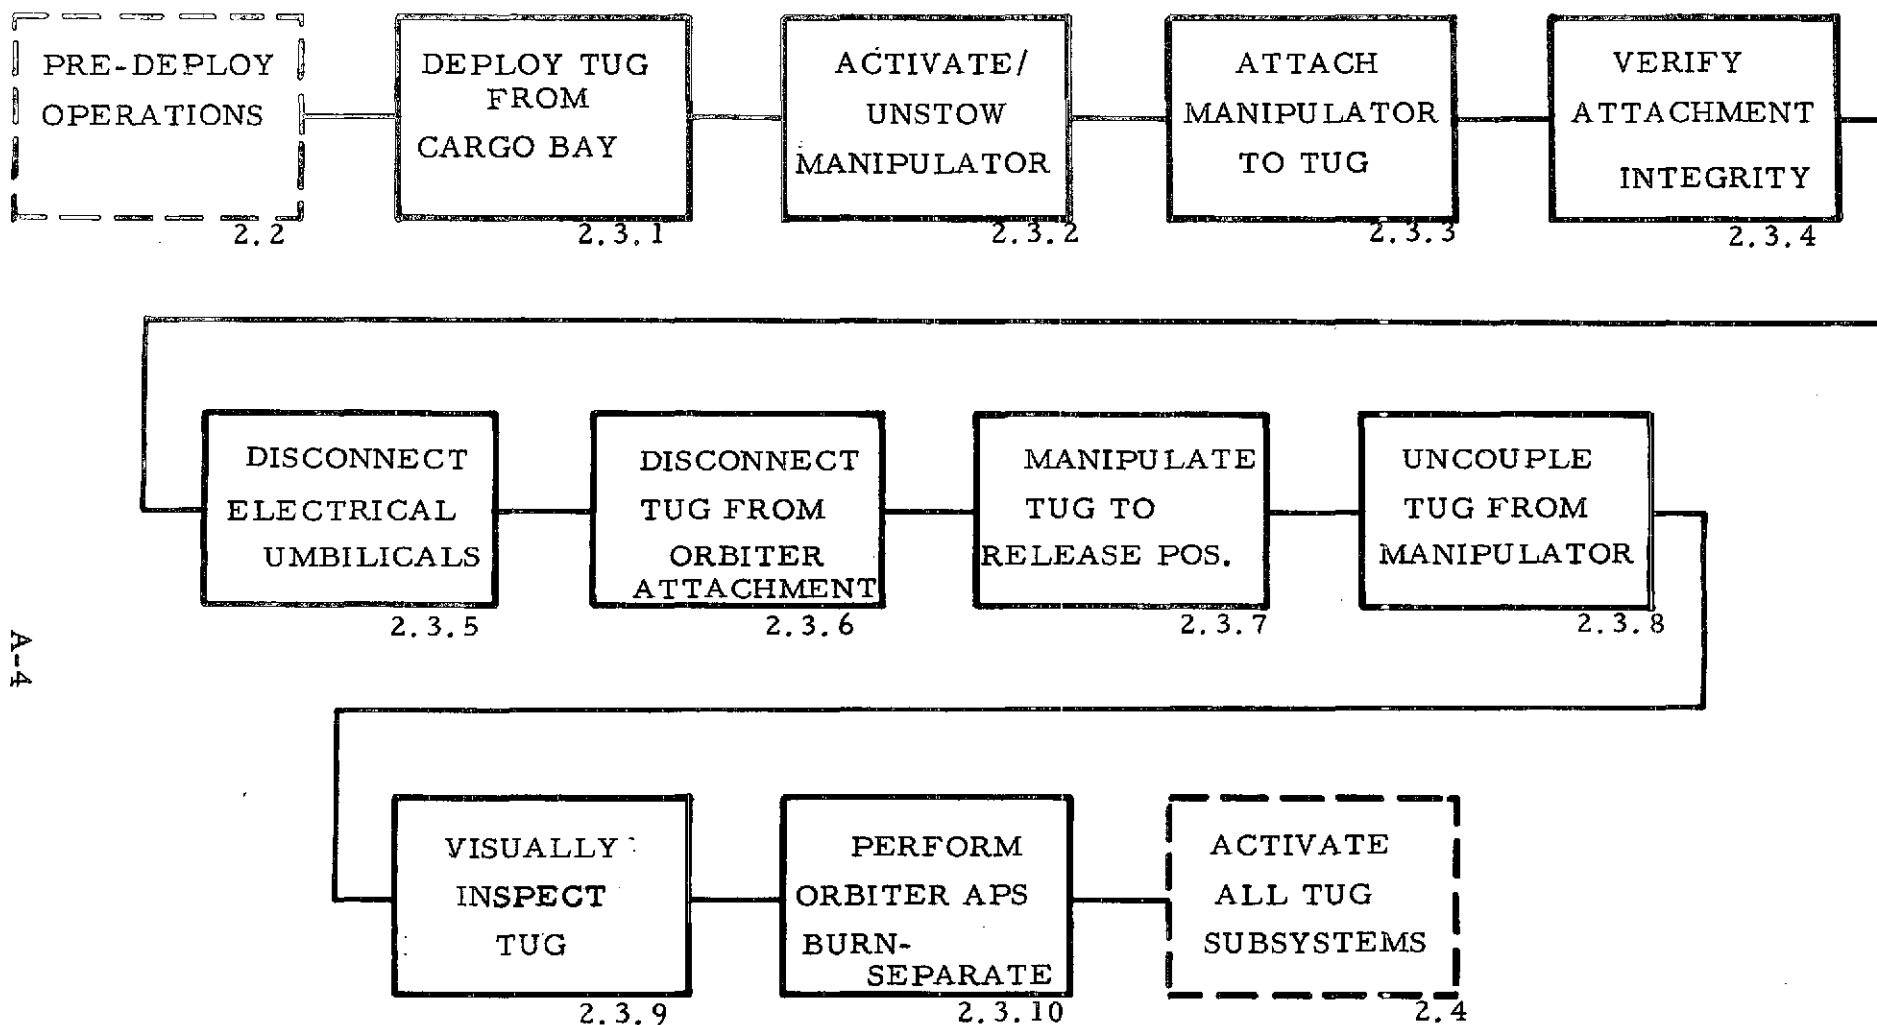 PRE-DEPLOY
OPERATIONS
2.2
DEPLOY TUG
FROM
CARGO BAY
2.3.1
ACTIVATE/
UNSTOW
MANIPULATOR
2.3.2
ATTACH
MANIPULATOR
TO TUG
2.3.3
VERIFY
ATTACHMENT
INTEGRITY
2.3.4
DISCONNECT
ELECTRICAL
UMBILICALS
2.3.5
DISCONNECT
TUG FROM
ORBITER
ATTACHMENT
2.3.6
MANIPULATE
TUG TO
RELEASE POS.
2.3.7
UNCOUPLE
TUG FROM
MANIPULATOR
2.3.8
VISUALLY
INSPECT
TUG
2.3.9
PERFORM
ORBITER APS
BURN-
SEPARATE
2.3.10
ACTIVATE
ALL TUG
SUBSYSTEMS
2.4
A-4